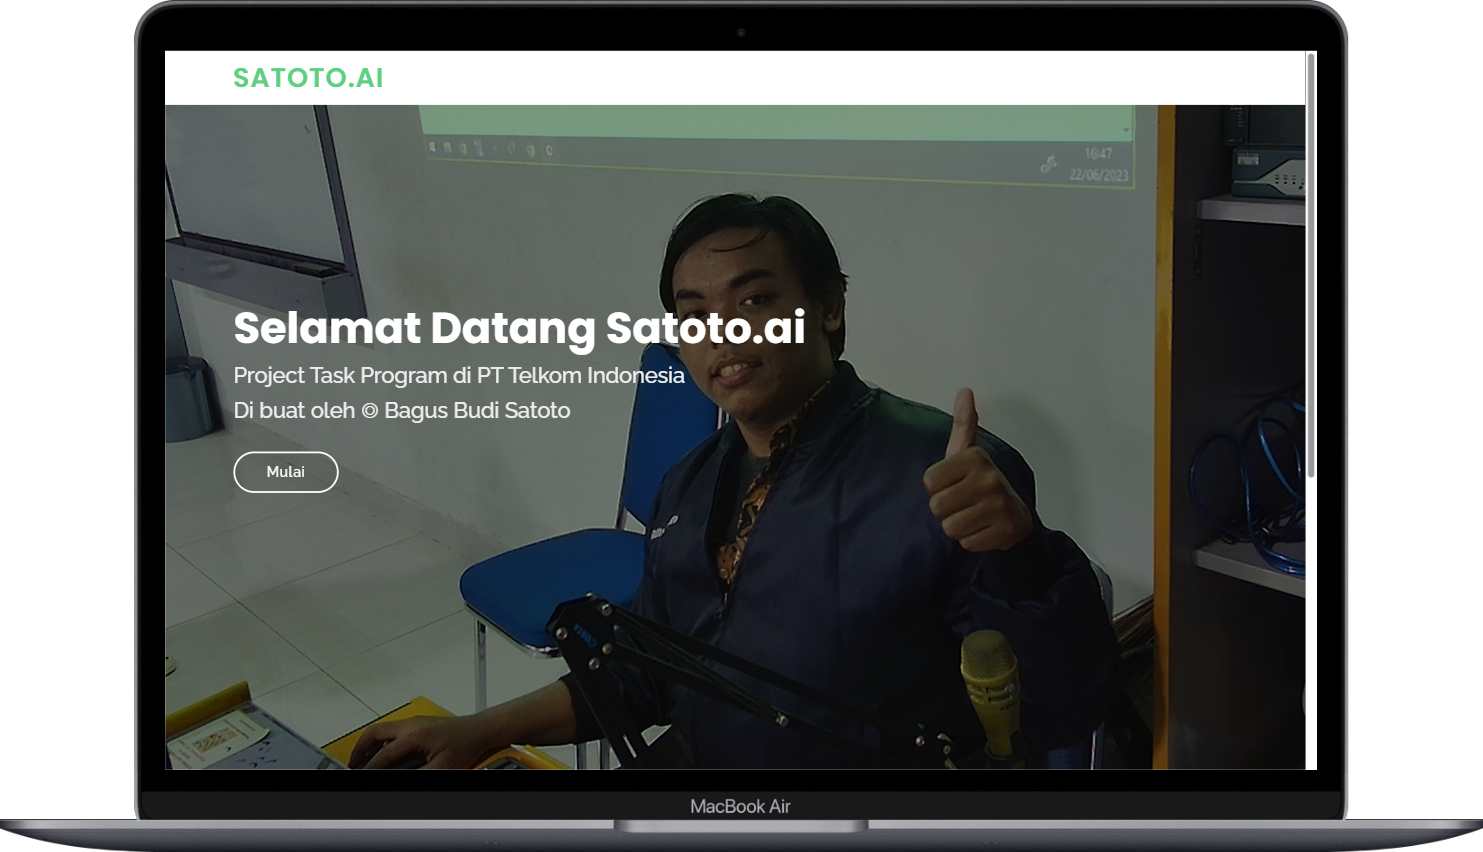 SATOTO.AI
16:47
22/06/2023
Selamat Datang Satoto.ai
Project Task Program di PT Telkom Indonesia
Di buat oleh © Bagus Budi Satoto
Mulai
MacBook Air